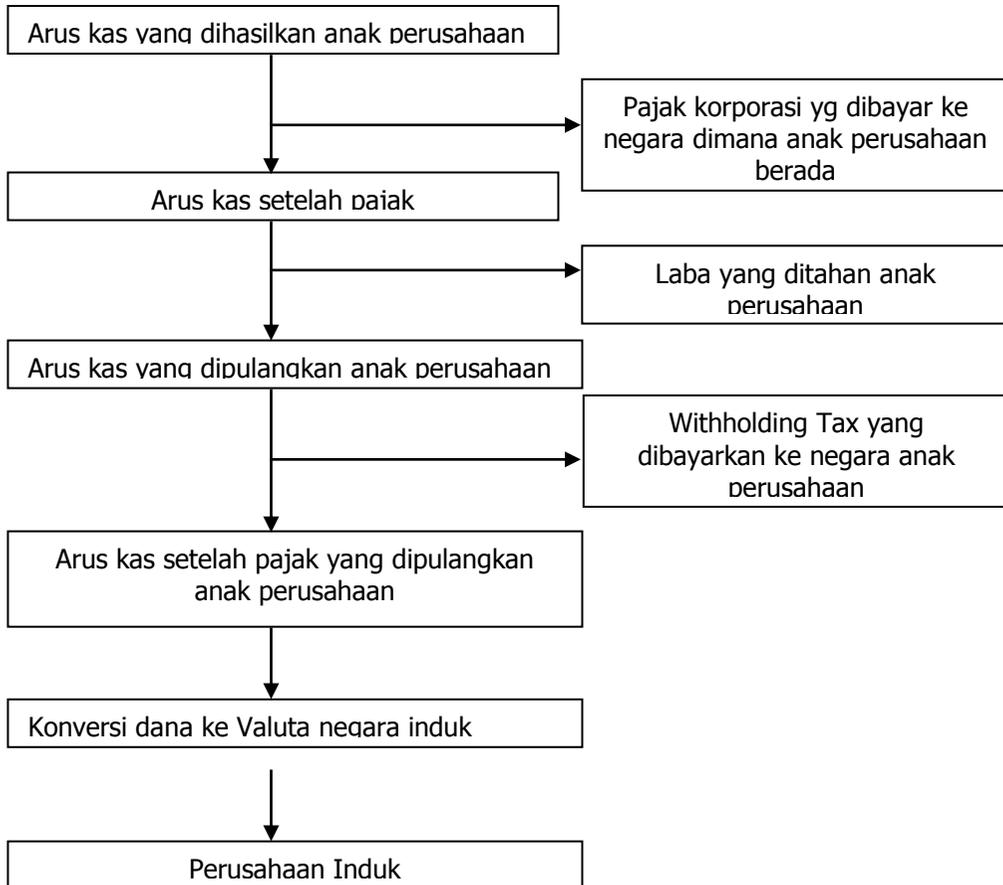 Arus kas yang dihasilkan anak perusahaan
Pajak korporasi yg dibayar ke
negara dimana anak perusahaan
berada
Arus kas setelah pajak
Laba yang ditahan anak
perusahaan
Arus kas yang dipulangkan anak perusahaan
Withholding Tax yang
dibayarkan ke negara anak
perusahaan
Arus kas setelah pajak yang dipulangkan
anak perusahaan
Konversi dana ke Valuta negara induk
Perusahaan Induk